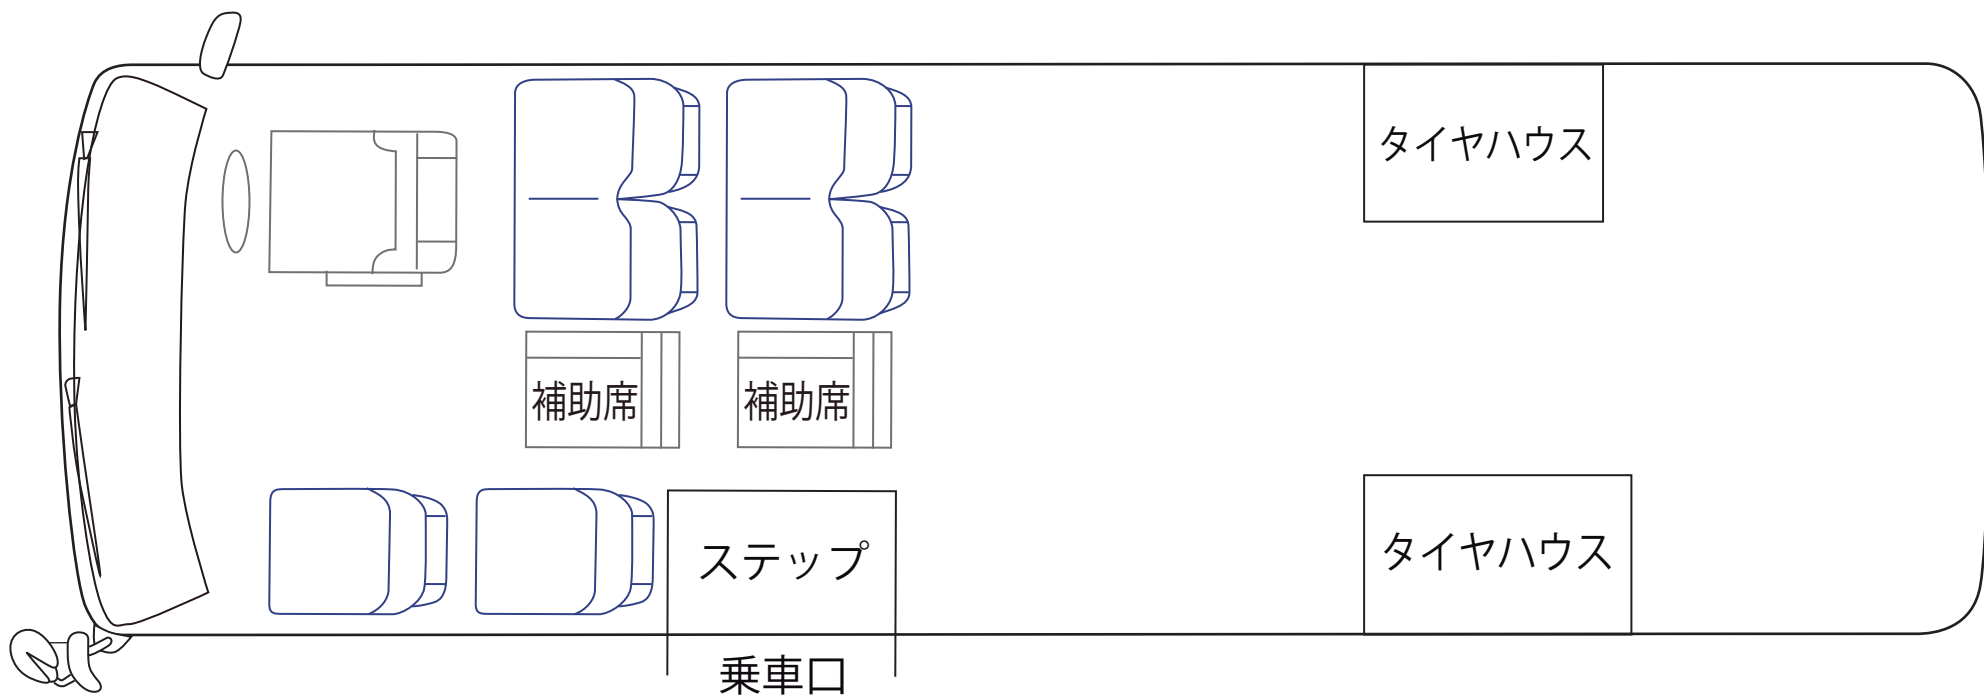 タイヤハウス
補助席
補助席
ステップ
タイヤハウス
乗車口